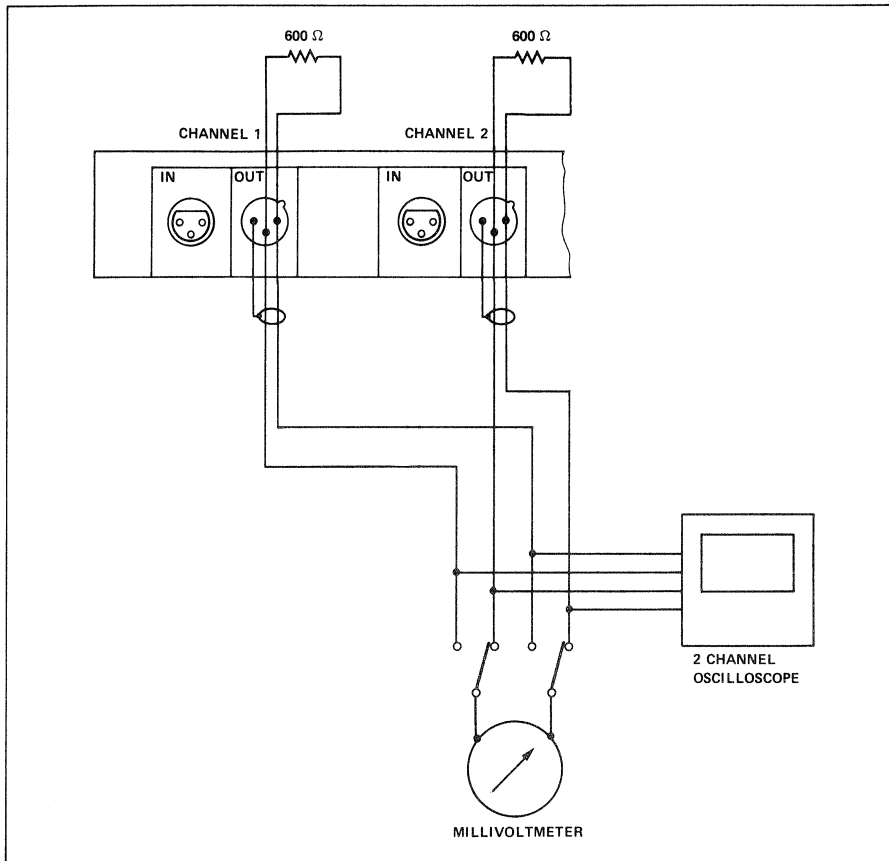 600 Ω
600 Ω
CHANNEL 1
CHANNEL 2
IN
OUT
IN
OUT
2 CHANNEL
OSCILLOSCOPE
MILLIVOLTMETER